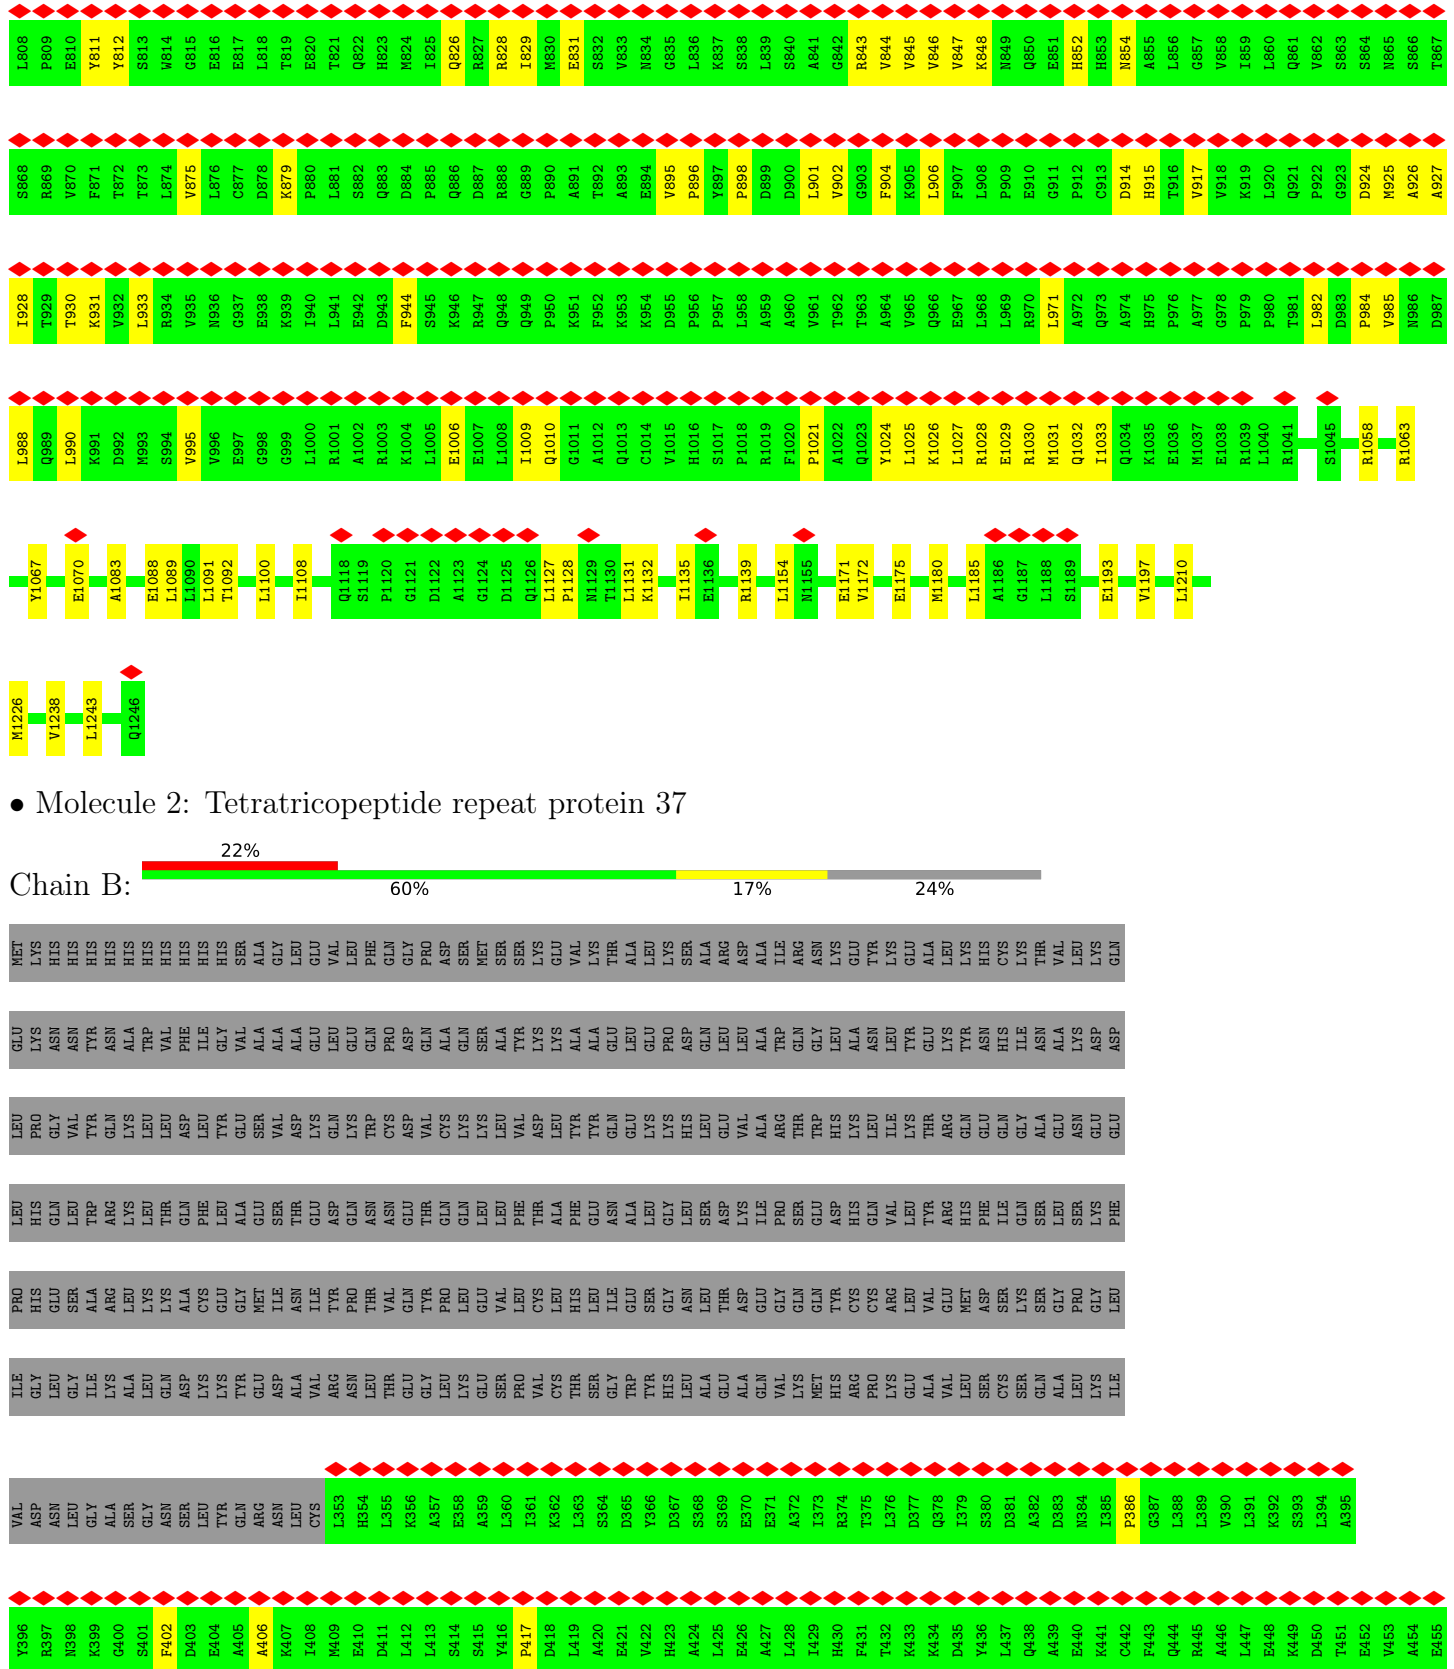 L808 P809 E810 Y811 Y812 S813 W814 G815 E816 E817 L818 T819 E820 T821 Q822 H823 M824 I825 Q826 R827 R828 I829 M830 E831 S832 V833 N834 G835 L836 K837 S838 L839 S840 A841 G842 R843 V844 V845 V846 V847 K848 N849 Q850 E851 H852 H853 N854 A855 L856 G857 V858 I859 L860 Q861 V862 S863 S864 N865 S866 T867
S868 R869 V870 F871 T872 T873 L874 V875 L876 C877 D878 K879 P880 L881 S882 Q883 D884 P885 Q886 D887 R888 G889 P890 A891 T892 A893 E894 V895 P896 Y897 P898 D899 D900 L901 V902 G903 F904 K905 L906 F907 L908 P909 E910 G911 P912 C913 D914 H915 T916 V917 V918 K919 L920 Q921 P922 G923 D924 M925 A926 A927
I928 T929 T930 K931 V932 L933 R934 V935 N936 G937 E938 K939 I940 L941 E942 D943 F944 S945 K946 R947 Q948 Q949 P950 K951 F952 K953 K954 D955 P956 P957 L958 A959 A960 V961 T962 T963 A964 V965 Q966 E967 L968 L969 R970 L971 A972 Q973 A974 H975 P976 A977 G978 P979 P980 T981 L982 D983 P984 V985 N986 D987
L988 Q989 L990 K991 D992 M993 S994 V995 V996 E997 G998 G999 L1000 R1001 A1002 R1003 K1004 L1005 E1006 E1007 L1008 I1009 Q1010 G1011 A1012 Q1013 C1014 V1015 H1016 S1017 P1018 R1019 F1020 P1021 A1022 Q1023 Y1024 L1025 K1026 L1027 R1028 E1029 R1030 M1031 Q1032 I1033 Q1034 K1035 E1036 M1037 E1038 R1039 L1040 R1041 S1045 R1058 R1063
Y1067 E1070 A1083 E1088 L1089 L1090 L1091 T1092 L1100 I1108 Q1118 S1119 P1120 G1121 D1122 A1123 G1124 D1125 Q1126 L1127 P1128 N1129 T1130 L1131 K1132 I1135 E1136 R1139 L1154 N1155 E1171 V1172 E1175 M1180 L1185 A1186 G1187 L1188 S1189 E1193 V1197 L1210
M1226 V1238 L1243 Q1246
• Molecule 2: Tetratricopeptide repeat protein 37
22%
Chain B: 60% 17% 24%
MET LYS HIS HIS HIS HIS HIS HIS HIS HIS HIS HIS SER ALA GLY LEU GLU VAL LEU PHE GLN GLY PRO ASP SER MET SER SER LYS GLU VAL LYS THR ALA LEU LYS SER ALA ARG ASP ALA ILE ARG ASN LYS GLU TYR LYS GLU ALA LEU LYS HIS CYS LYS THR VAL LEU LYS GLN
GLU LYS ASN ASN TYR ASN ALA TRP VAL PHE ILE GLY VAL ALA ALA ALA GLU LEU GLU GLN PRO ASP GLN ALA GLN SER ALA TYR LYS LYS ALA ALA GLU LEU GLU PRO ASP GLN LEU LEU ALA TRP GLN GLY LEU ALA ASN LEU TYR GLU LYS TYR ASN HIS ILE ASN ALA LYS ASP ASP
LEU PRO GLY VAL TYR GLN LYS LEU LEU ASP LEU TYR GLU SER VAL ASP LYS GLN LYS TRP CYS ASP VAL CYS LYS LYS LEU VAL ASP LEU TYR TYR GLN GLU LYS LYS HIS LEU GLU VAL ALA ARG THR TRP HIS LYS LEU ILE LYS THR ARG GLN GLU GLN GLY ALA GLU ASN GLU GLU
LEU HIS GLN LEU TRP ARG LYS LEU THR GLN PHE LEU ALA GLU SER THR GLU ASP GLN ASN ASN GLU THR GLN GLN LEU LEU PHE THR ALA PHE GLU ASN ALA LEU GLY LEU SER ASP LYS ILE PRO SER GLU ASP HIS GLN VAL LEU TYR ARG HIS PHE ILE GLN SER LEU SER LYS PHE
PRO HIS GLU SER ALA ARG LEU LYS LYS ALA CYS GLU GLY MET ILE ASN ILE TYR PRO THR VAL GLN TYR PRO LEU GLU VAL LEU CYS LEU HIS LEU ILE GLU SER GLY ASN LEU THR ASP GLU GLY GLN GLN TYR CYS CYS ARG LEU VAL GLU MET ASP SER LYS SER GLY PRO GLY LEU
ILE GLY LEU GLY ILE LYS ALA LEU GLN ASP LYS LYS TYR GLU ASP ALA VAL ARG ASN LEU THR GLU GLY LEU LYS GLU SER PRO VAL CYS THR SER GLY TRP TYR HIS LEU ALA GLU ALA GLN VAL LYS MET HIS ARG PRO LYS GLU ALA VAL LEU SER CYS SER GLN ALA LEU LYS ILE
VAL ASP ASN LEU GLY ALA SER GLY ASN SER LEU TYR GLN ARG ASN LEU CYS L353 H354 L355 K356 A357 E358 A359 L360 I361 K362 L363 S364 D365 Y366 D367 S368 S369 E370 E371 A372 I373 R374 T375 L376 D377 Q378 I379 S380 D381 A382 D383 N384 I385 P386 G387 L388 L389 V390 L391 K392 S393 L394 A395
Y396 R397 N398 K399 G400 S401 F402 D403 E404 A405 A406 K407 I408 M409 E410 D411 L412 L413 S414 S415 Y416 P417 D418 L419 A420 E421 V422 H423 A424 L425 E426 A427 L428 I429 H430 F431 T432 K433 K434 D435 Y436 L437 Q438 A439 E440 K441 C442 F443 Q444 R445 A446 L447 E448 K449 D450 T451 E452 V453 A454 E455